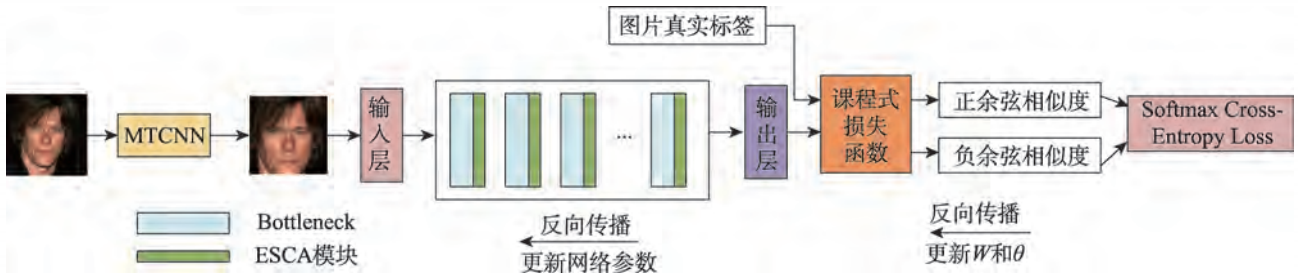 图片真实标签
MTCNN
输入层
...
输出层
课程式
损失
函数
正余弦相似度
负余弦相似度
Softmax Cross-
Entropy Loss
Bottleneck
ESCA模块
反向传播
更新网络参数
反向传播
更新W和θ